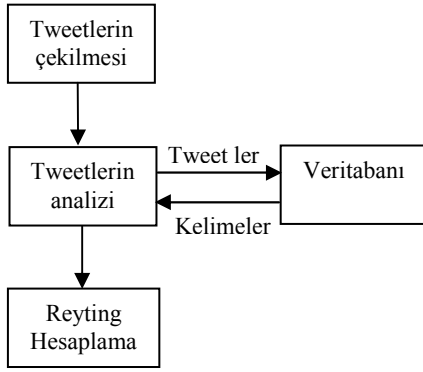 Tweetlerin
çekilmesi
Tweetlerin
analizi
Tweet ler
Kelimeler
Veritabanı
Reyting
Hesaplama